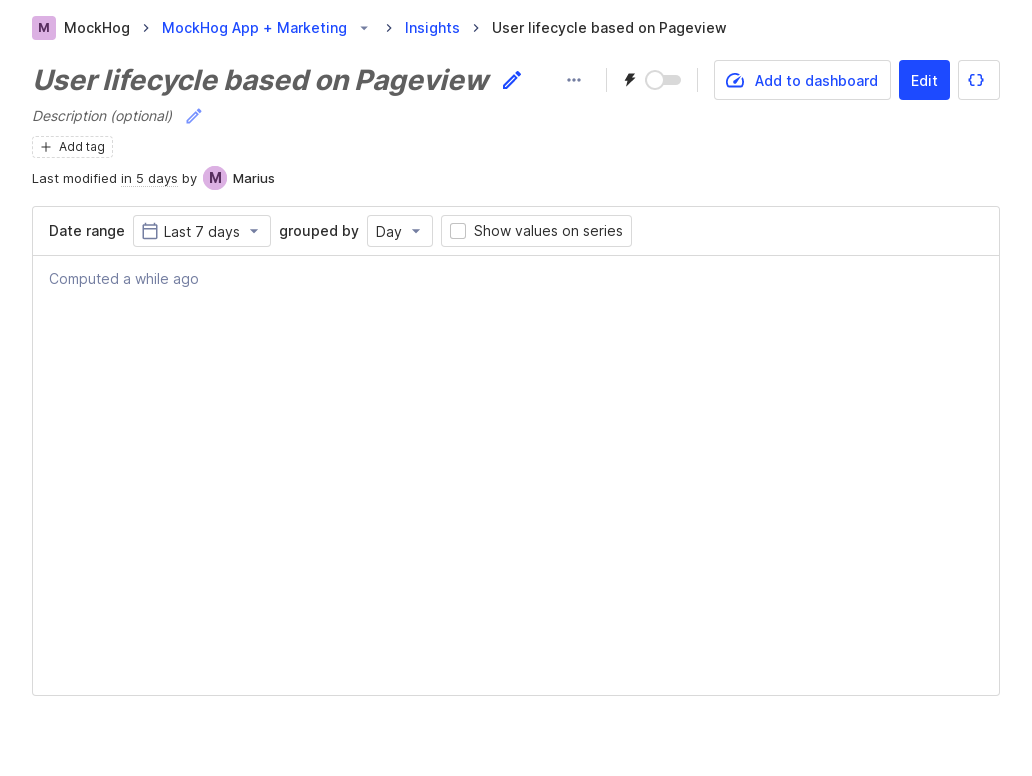 M MockHog MockHog App + Marketing Insights User lifecycle based on Pageview
User lifecycle based on Pageview Add to dashboard Edit
Description (optional)
Add tag
Last modified in 5 days by M Marius
Date range Last 7 days grouped by Day Show values on series
Computed a while ago